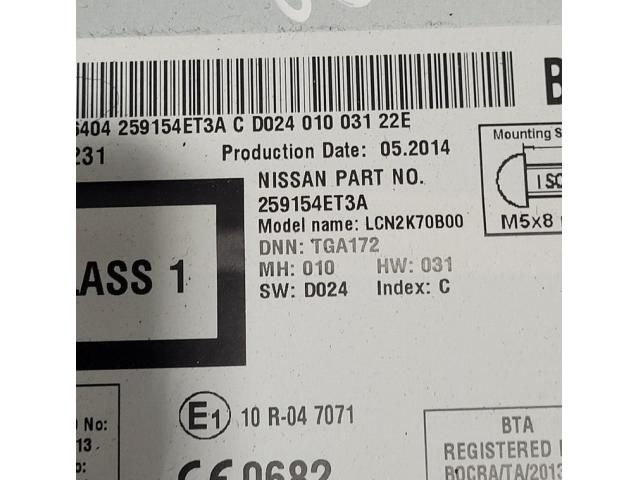 B
6404 259154ET3A C D024 010 031 22E
231
Production Date: 05.2014
Mounting S
NISSAN PART NO.
259154ET3A
ISO
Model name: LCN2K70B00
M5x8
DNN: TGA172
MH: 010 HW: 031
LASS 1
SW: D024 Index: C
E1 10 R-04 7071
No:
13
BTA
REGISTERED
BOCRA/TA/2013
CE 0682